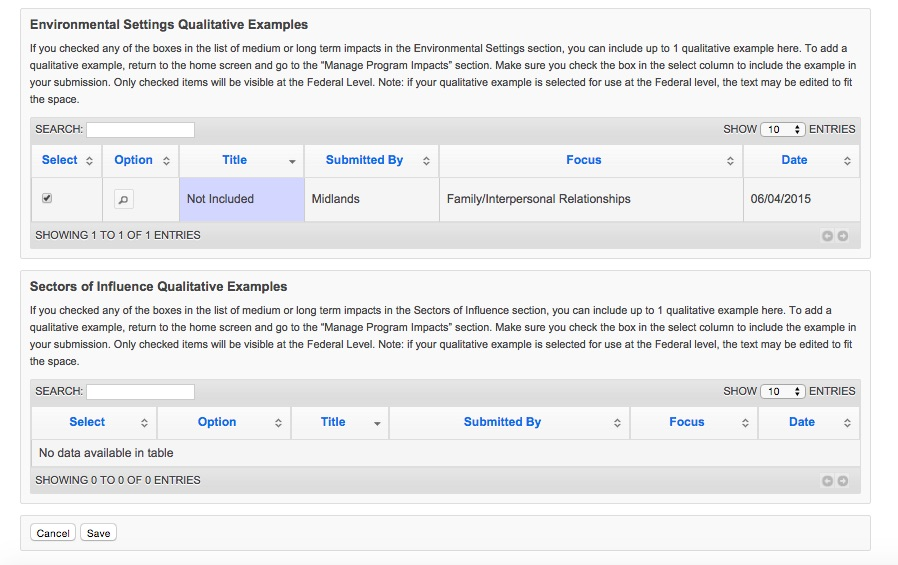 Environmental Settings Qualitative Examples
If you checked any of the boxes in the list of medium or long term impacts in the Environmental Settings section, you can include up to 1 qualitative example here. To add a
qualitative example, return to the home screen and go to the "Manage Program Impacts" section. Make sure you check the box in the select column to include the example in
your submission. Only checked items will be visible at the Federal Level. Note: if your qualitative example is selected for use at the Federal level, the text may be edited to fit
the space.
SEARCH: SHOW 10 ENTRIES
Select Option Title Submitted By Focus Date
Not Included Midlands Family/Interpersonal Relationships 06/04/2015
SHOWING 1 TO 1 OF 1 ENTRIES
Sectors of Influence Qualitative Examples
If you checked any of the boxes in the list of medium or long term impacts in the Sectors of Influence section, you can include up to 1 qualitative example here. To add a
qualitative example, return to the home screen and go to the "Manage Program Impacts" section. Make sure you check the box in the select column to include the example in
your submission. Only checked items will be visible at the Federal Level. Note: if your qualitative example is selected for use at the Federal level, the text may be edited to fit
the space.
SEARCH: SHOW 10 ENTRIES
Select Option Title Submitted By Focus Date
No data available in table
SHOWING 0 TO 0 OF 0 ENTRIES
Cancel Save